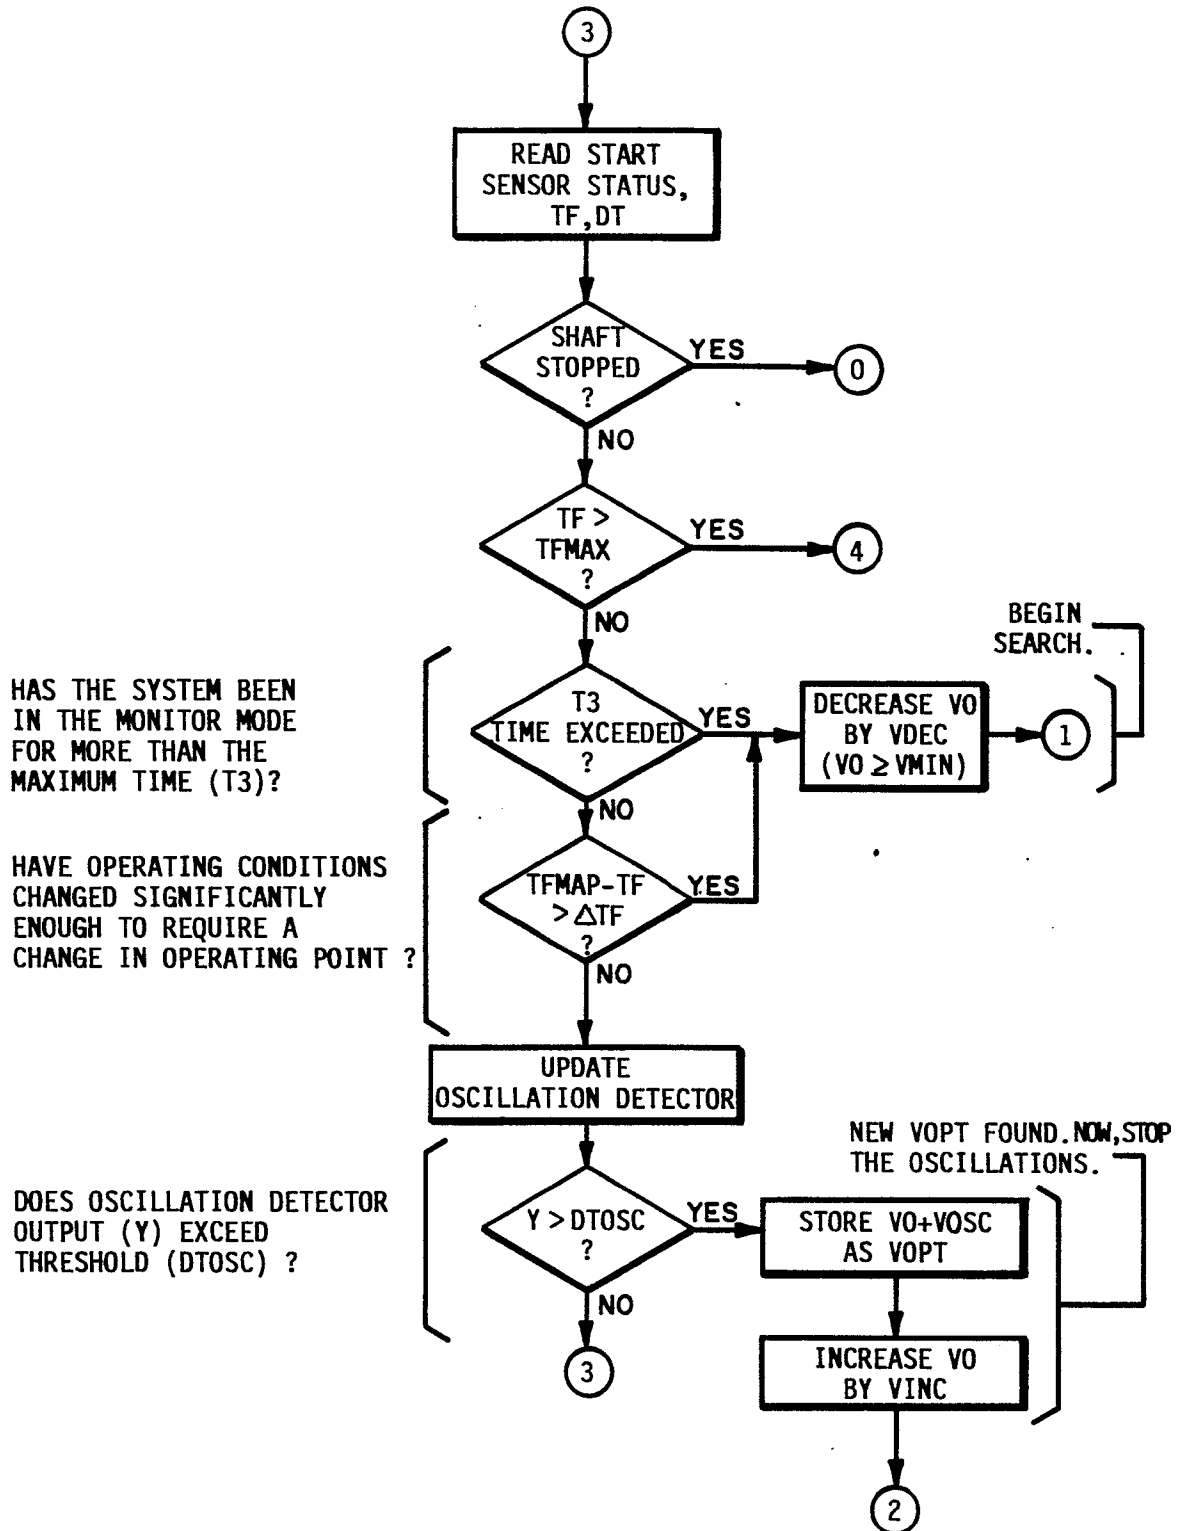 3
READ START
SENSOR STATUS,
TF,DT
SHAFT
STOPPED
?
YES
0
NO
TF >
TFMAX
?
YES
4
NO
BEGIN
SEARCH.
HAS THE SYSTEM BEEN
IN THE MONITOR MODE
FOR MORE THAN THE
MAXIMUM TIME (T3)?
T3
TIME EXCEEDED
?
YES
DECREASE VO
BY VDEC
(VO ≥ VMIN)
1
NO
HAVE OPERATING CONDITIONS
CHANGED SIGNIFICANTLY
ENOUGH TO REQUIRE A
CHANGE IN OPERATING POINT ?
TFMAP-TF
> △TF
?
YES
NO
UPDATE
OSCILLATION DETECTOR
NEW VOPT FOUND. NOW, STOP
THE OSCILLATIONS.
DOES OSCILLATION DETECTOR
OUTPUT (Y) EXCEED
THRESHOLD (DTOSC) ?
Y > DTOSC
?
YES
STORE VO+VOSC
AS VOPT
NO
3
INCREASE VO
BY VINC
2